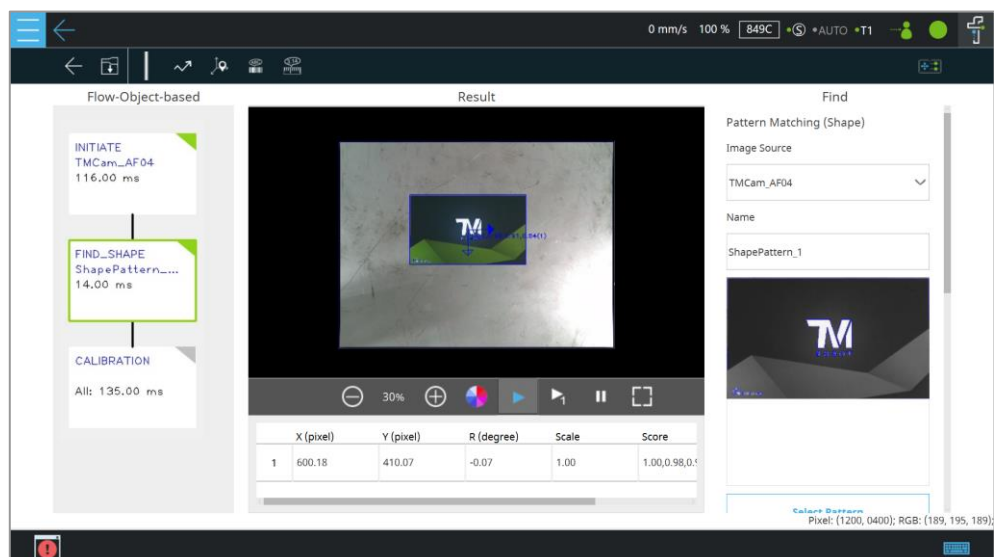 0 mm/s 100 % 849C •Ⓢ •AUTO •T1
Flow-Object-based
Result
Find
INITIATE
TMCam_AF04
116.00 ms
FIND_SHAPE
ShapePattern_...
14.00 ms
CALIBRATION
All: 135.00 ms
TM
30%
X (pixel) Y (pixel) R (degree) Scale Score
1 600.18 410.07 -0.07 1.00 1.00,0.98,0.9
Pattern Matching (Shape)
Image Source
TMCam_AF04
Name
ShapePattern_1
TM
Select Pattern
Pixel: (1200, 0400); RGB: (189, 195, 189);